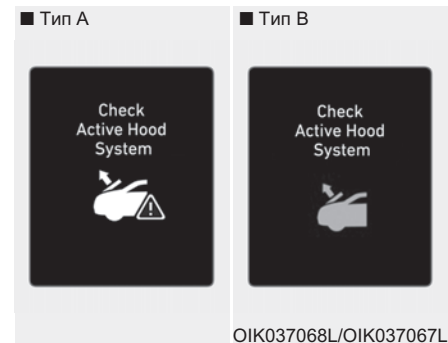 ■ Тип A
■ Тип B
Check
Active Hood
System
Check
Active Hood
System
OIK037068L/OIK037067L